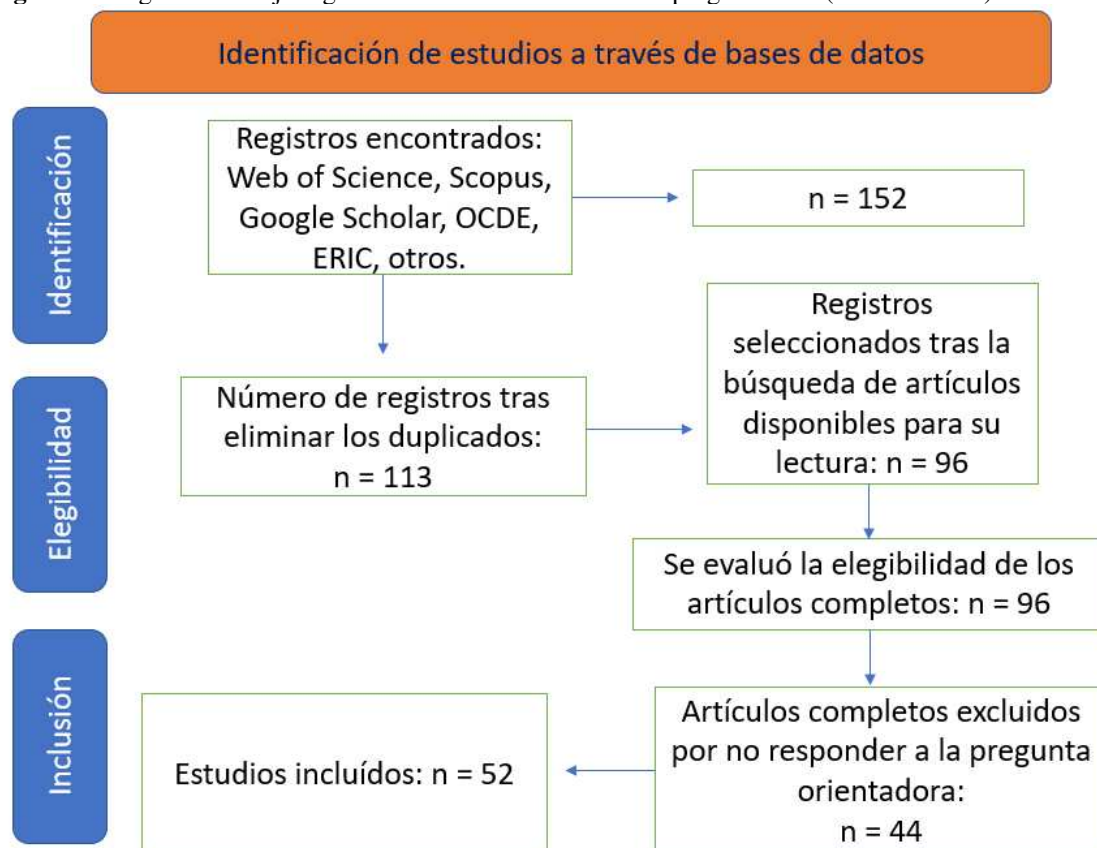 Identificación de estudios a través de bases de datos
Identificación
Registros encontrados:
Web of Science, Scopus,
Google Scholar, OCDE,
ERIC, otros.
n = 152
Elegibilidad
Número de registros tras
eliminar los duplicados:
n = 113
Registros
seleccionados tras la
búsqueda de artículos
disponibles para su
lectura: n = 96
Se evaluó la elegibilidad de los
artículos completos: n = 96
Inclusión
Artículos completos excluidos
por no responder a la pregunta
orientadora:
n = 44
Estudios incluídos: n = 52